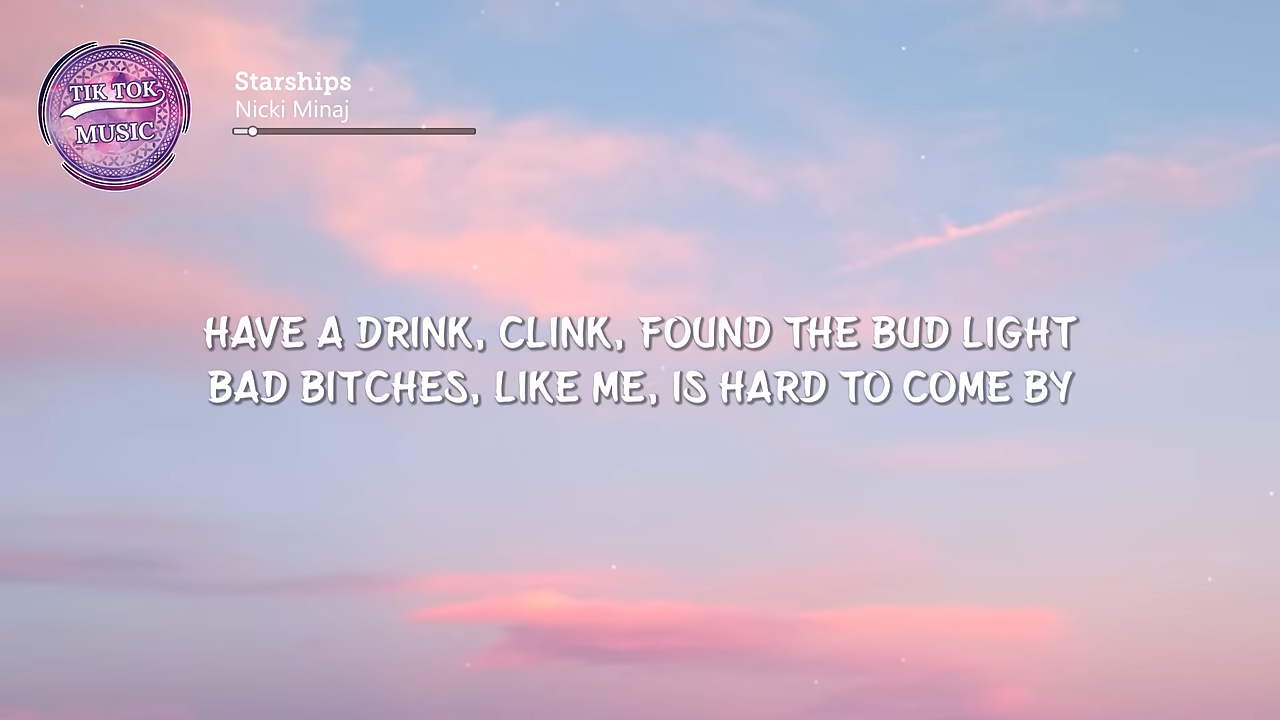 TIK TOK
MUSIC
Starships
Nicki Minaj
HAVE A DRINK, CLINK, FOUND THE BUD LIGHT
BAD BITCHES, LIKE ME, IS HARD TO COME BY